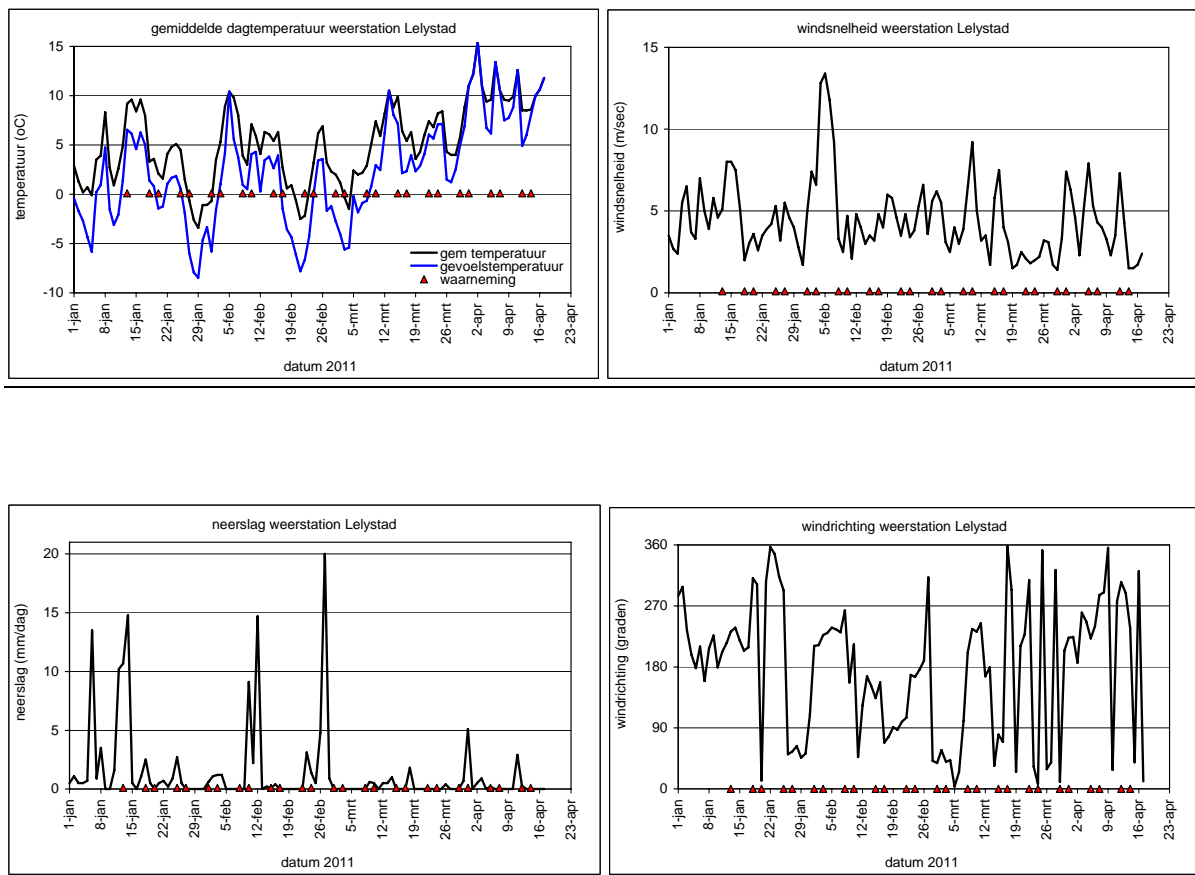 gemiddelde dagtemperatuur weerstation Lelystad
temperatuur (oC)
15
10
5
0
-5
-10
gem temperatuur
gevoelstemperatuur
waarneming
1-jan
8-jan
15-jan
22-jan
29-jan
5-feb
12-feb
19-feb
26-feb
5-mrt
12-mrt
19-mrt
26-mrt
2-apr
9-apr
16-apr
23-apr
datum 2011
windsnelheid weerstation Lelystad
windsnelheid (m/sec)
15
10
5
0
1-jan
8-jan
15-jan
22-jan
29-jan
5-feb
12-feb
19-feb
26-feb
5-mrt
12-mrt
19-mrt
26-mrt
2-apr
9-apr
16-apr
23-apr
datum 2011
neerslag weerstation Lelystad
neerslag (mm/dag)
20
15
10
5
0
1-jan
8-jan
15-jan
22-jan
29-jan
5-feb
12-feb
19-feb
26-feb
5-mrt
12-mrt
19-mrt
26-mrt
2-apr
9-apr
16-apr
23-apr
datum 2011
windrichting weerstation Lelystad
windrichting (graden)
360
270
180
90
0
1-jan
8-jan
15-jan
22-jan
29-jan
5-feb
12-feb
19-feb
26-feb
5-mrt
12-mrt
19-mrt
26-mrt
2-apr
9-apr
16-apr
23-apr
datum 2011